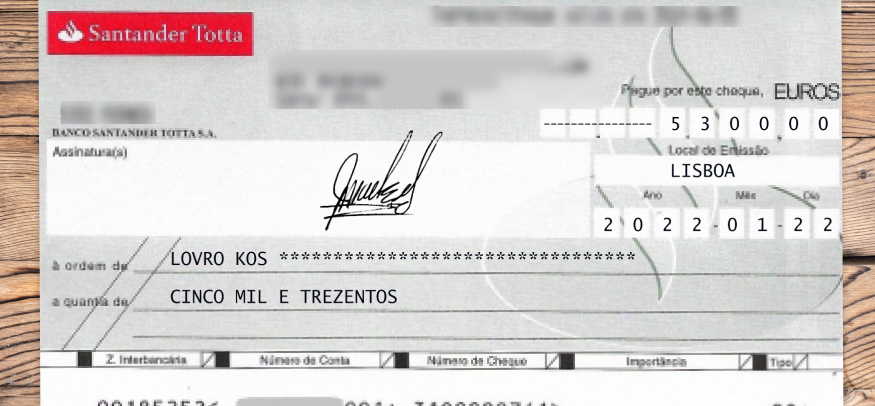 Santander Totta
Pague por este cheque, EUROS
5 3 0 0 0 0
BANCO SANTANDER TOTTA S.A.
Assinatura(s)
Local de Emissão
LISBOA
Ano Mês Dia
2 0 2 2 - 0 1 - 2 2
à ordem de LOVRO KOS *********************************
a quantia de CINCO MIL E TREZENTOS
Z. Interbancária Número de Conta Número de Cheque Importância Tipo